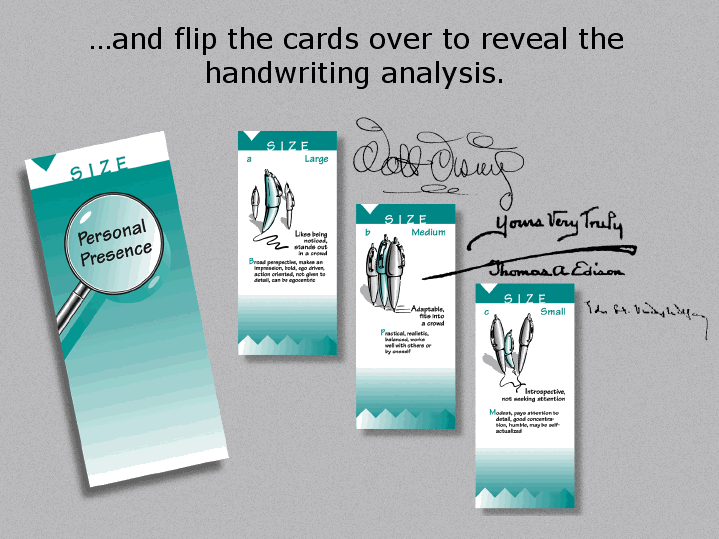 …and flip the cards over to reveal the
handwriting analysis.
SIZE
Personal
Presence
SIZE
a Large
Likes being
noticed,
stands out
in a crowd
Broad perspective, makes an
impression, bold, ego driven,
action oriented, not given to
detail, can be egocentric
Walt Disney
SIZE
b Medium
Adaptable,
fits into
a crowd
Practical, realistic,
balanced, works
well with others or
by oneself
Yours Very Truly
Thomas A Edison
SIZE
c Small
Introspective,
not seeking attention
Modest, pays attention to
detail, good concentra-
tion, humble, may be self-
actualized